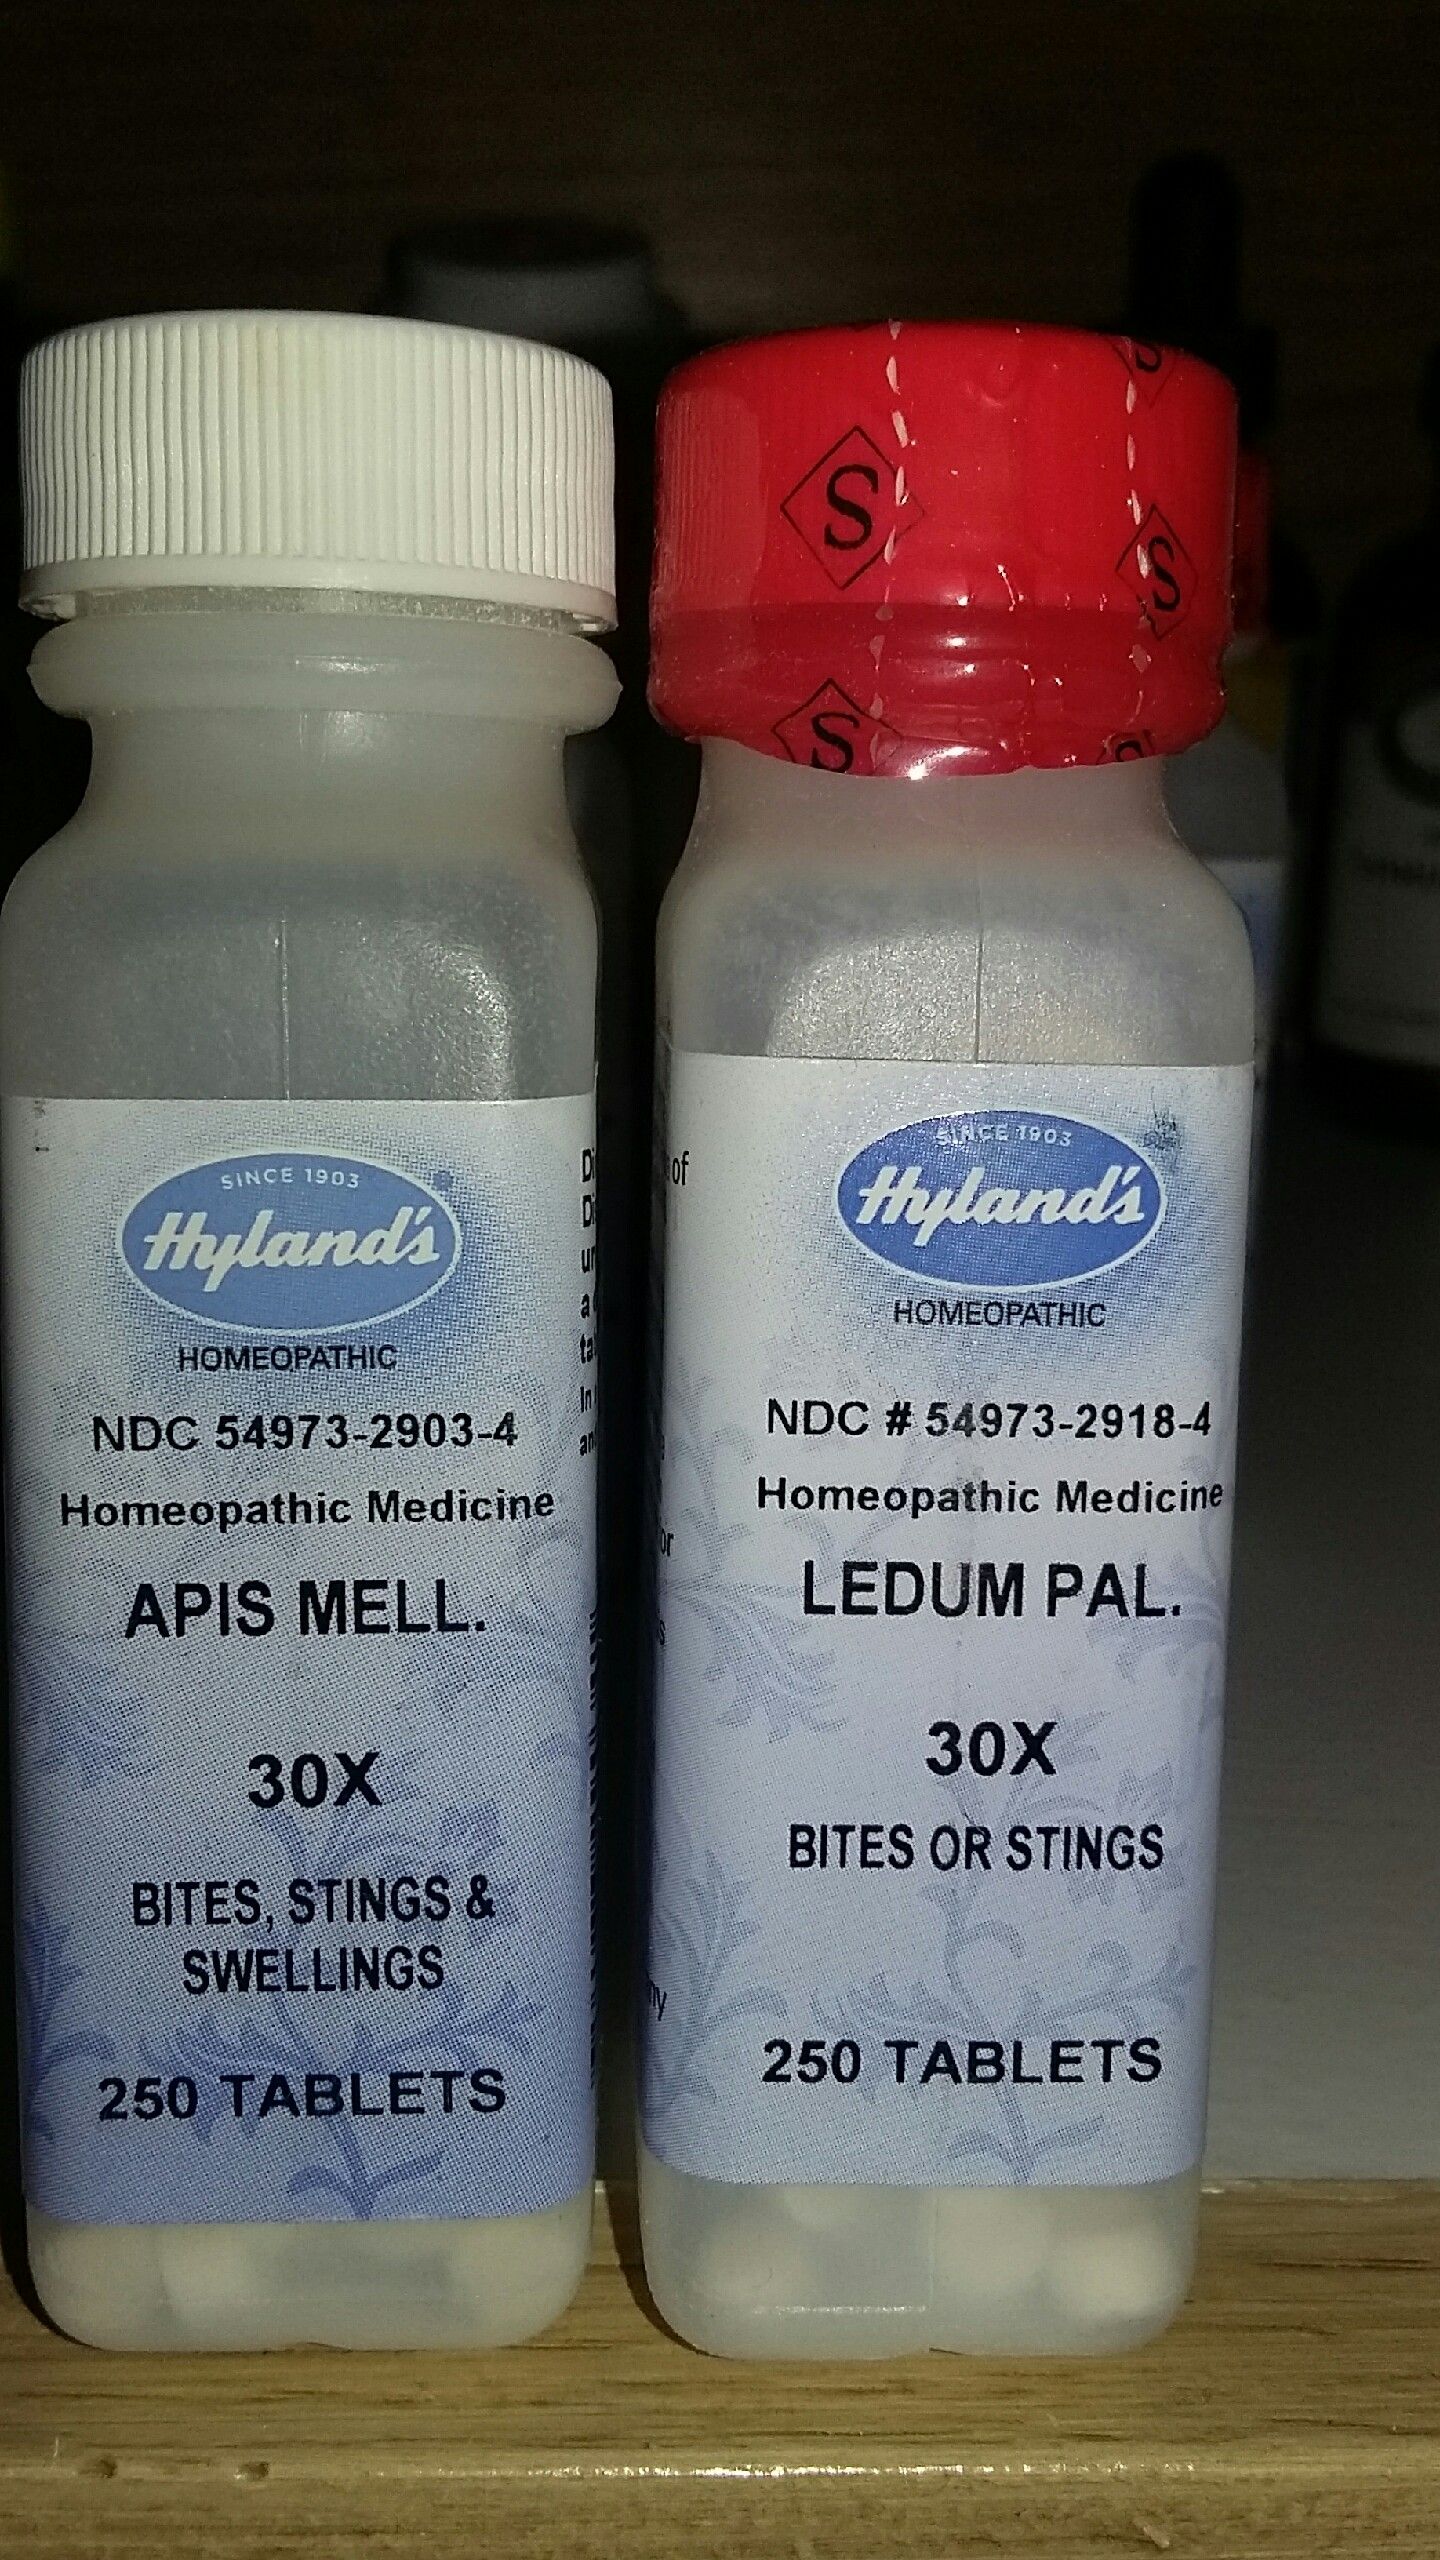 SINCE 1903
Hyland's
HOMEOPATHIC
NDC 54973-2903-4
Homeopathic Medicine
APIS MELL.
30X
BITES, STINGS &
SWELLINGS
250 TABLETS
S
S
S
S
of
SINCE 1903
Hyland's
HOMEOPATHIC
NDC # 54973-2918-4
Homeopathic Medicine
LEDUM PAL.
30X
BITES OR STINGS
250 TABLETS